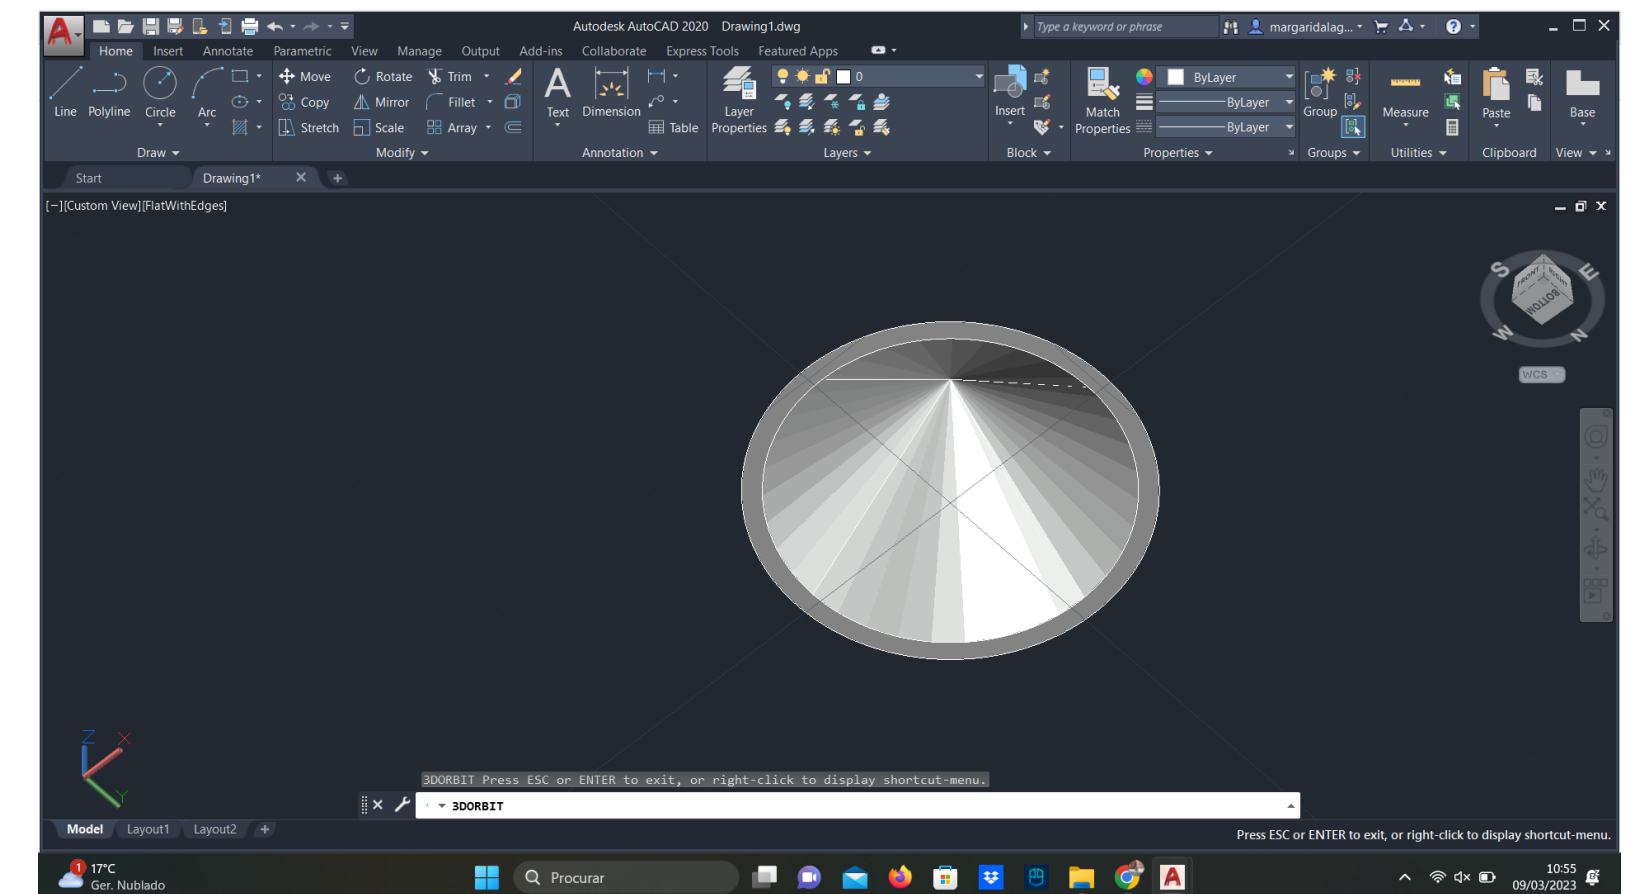 Autodesk AutoCAD 2020 Drawing1.dwg
Type a keyword or phrase
margaridalag...
Home Insert Annotate Parametric View Manage Output Add-ins Collaborate Express Tools Featured Apps
Line Polyline Circle Arc
Move Rotate Trim
Copy Mirror Fillet
Stretch Scale Array
Text Dimension
Table
Layer
Properties
0
Insert
Match
Properties
ByLayer
ByLayer
ByLayer
Group
Measure
Paste
Base
Draw Modify Annotation Layers Block Properties Groups Utilities Clipboard View
Start Drawing1*
[−][Custom View][FlatWithEdges]
S E
FRONT RIGHT
BOTTOM
W N
WCS
Z X
Y
3DORBIT Press ESC or ENTER to exit, or right-click to display shortcut-menu.
3DORBIT
Model Layout1 Layout2
Press ESC or ENTER to exit, or right-click to display shortcut-menu.
1 17°C
Ger. Nublado
Procurar
10:55
09/03/2023